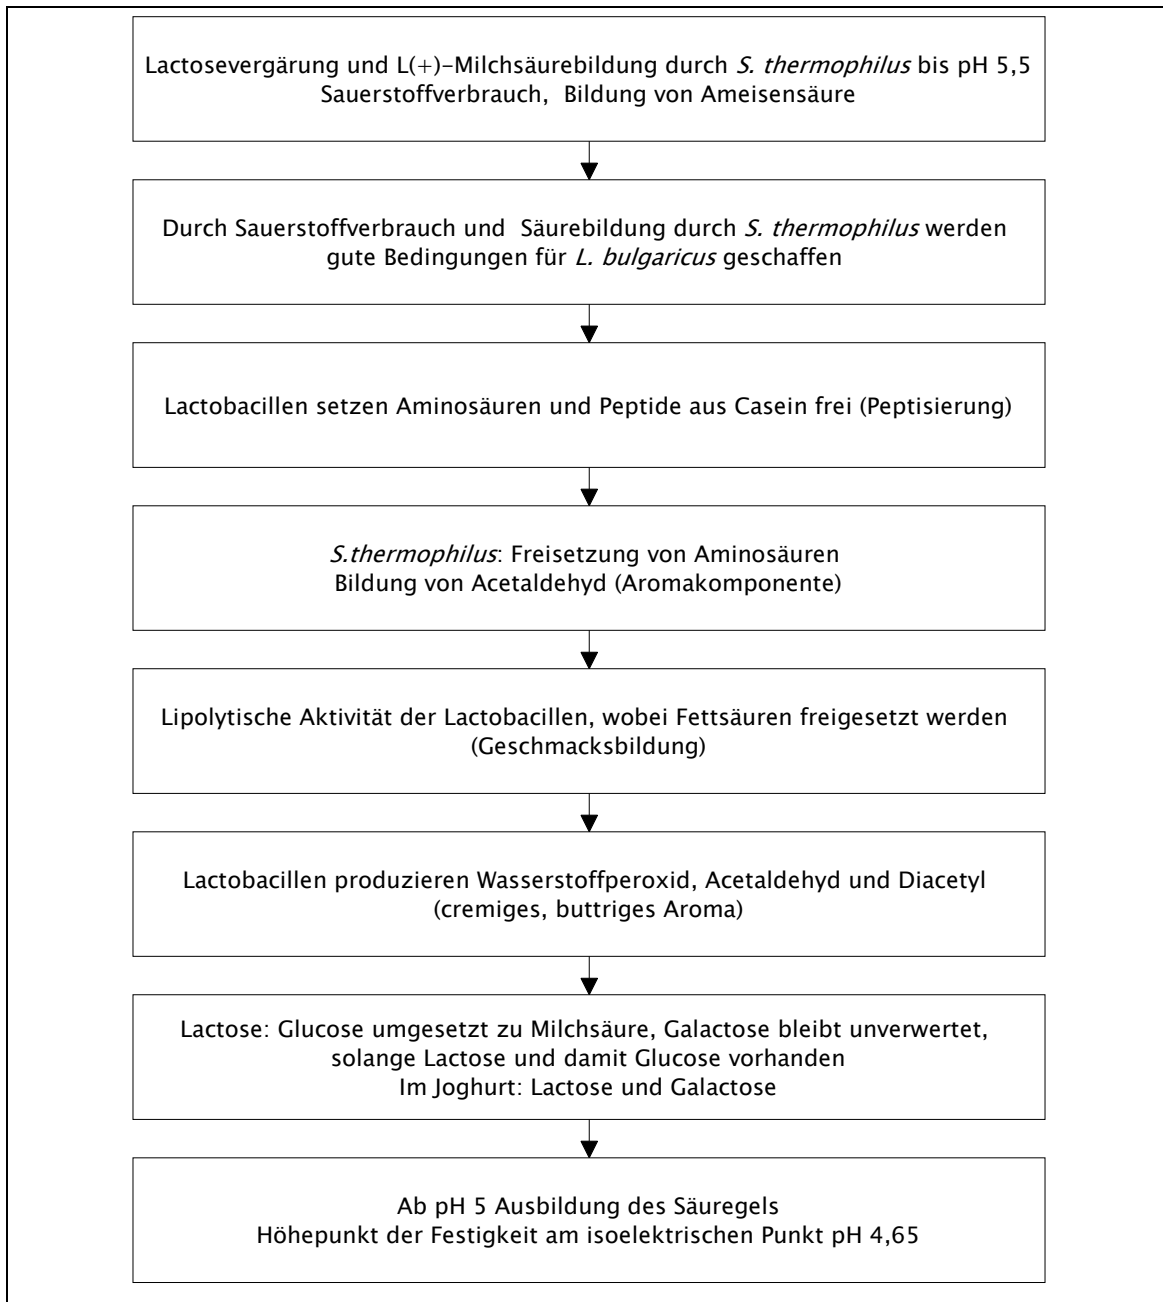 Lactosevergärung und L(+)-Milchsäurebildung durch S. thermophilus bis pH 5,5
Sauerstoffverbrauch, Bildung von Ameisensäure
Durch Sauerstoffverbrauch und Säurebildung durch S. thermophilus werden
gute Bedingungen für L. bulgaricus geschaffen
Lactobacillen setzen Aminosäuren und Peptide aus Casein frei (Peptisierung)
S.thermophilus: Freisetzung von Aminosäuren
Bildung von Acetaldehyd (Aromakomponente)
Lipolytische Aktivität der Lactobacillen, wobei Fettsäuren freigesetzt werden
(Geschmacksbildung)
Lactobacillen produzieren Wasserstoffperoxid, Acetaldehyd und Diacetyl
(cremiges, buttriges Aroma)
Lactose: Glucose umgesetzt zu Milchsäure, Galactose bleibt unverwertet,
solange Lactose und damit Glucose vorhanden
Im Joghurt: Lactose und Galactose
Ab pH 5 Ausbildung des Säuregels
Höhepunkt der Festigkeit am isoelektrischen Punkt pH 4,65